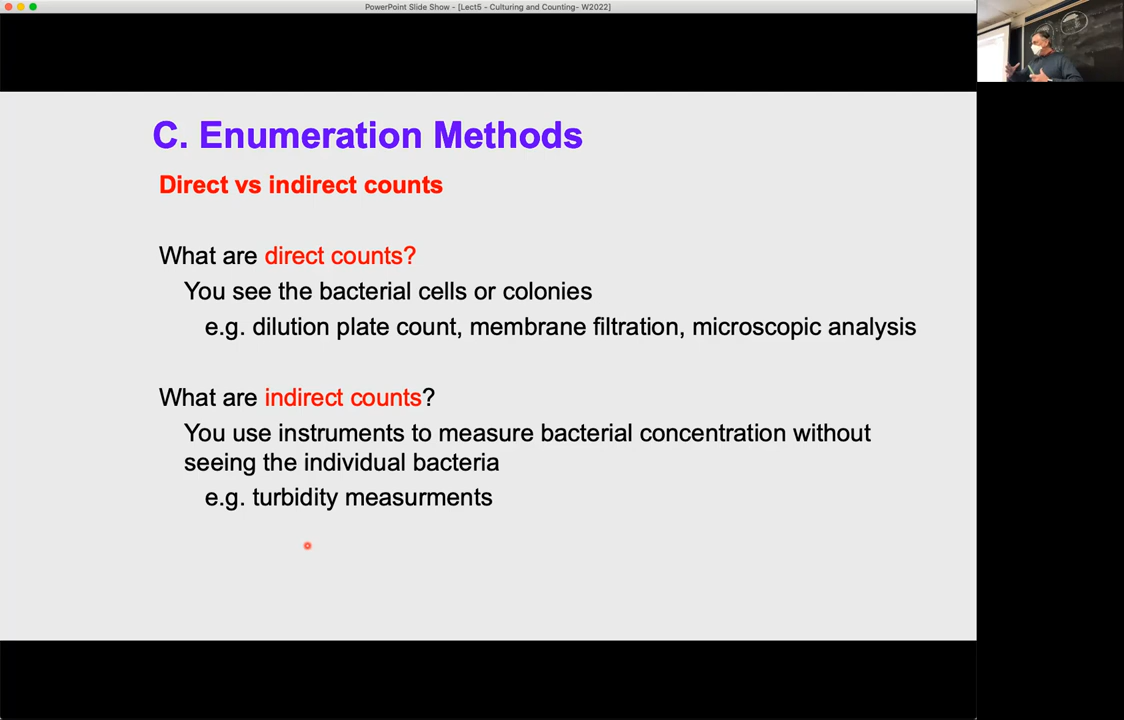 PowerPoint Slide Show - [Lect5 - Culturing and Counting- W2022]
C. Enumeration Methods
Direct vs indirect counts
What are direct counts?
You see the bacterial cells or colonies
e.g. dilution plate count, membrane filtration, microscopic analysis
What are indirect counts?
You use instruments to measure bacterial concentration without
seeing the individual bacteria
e.g. turbidity measurments